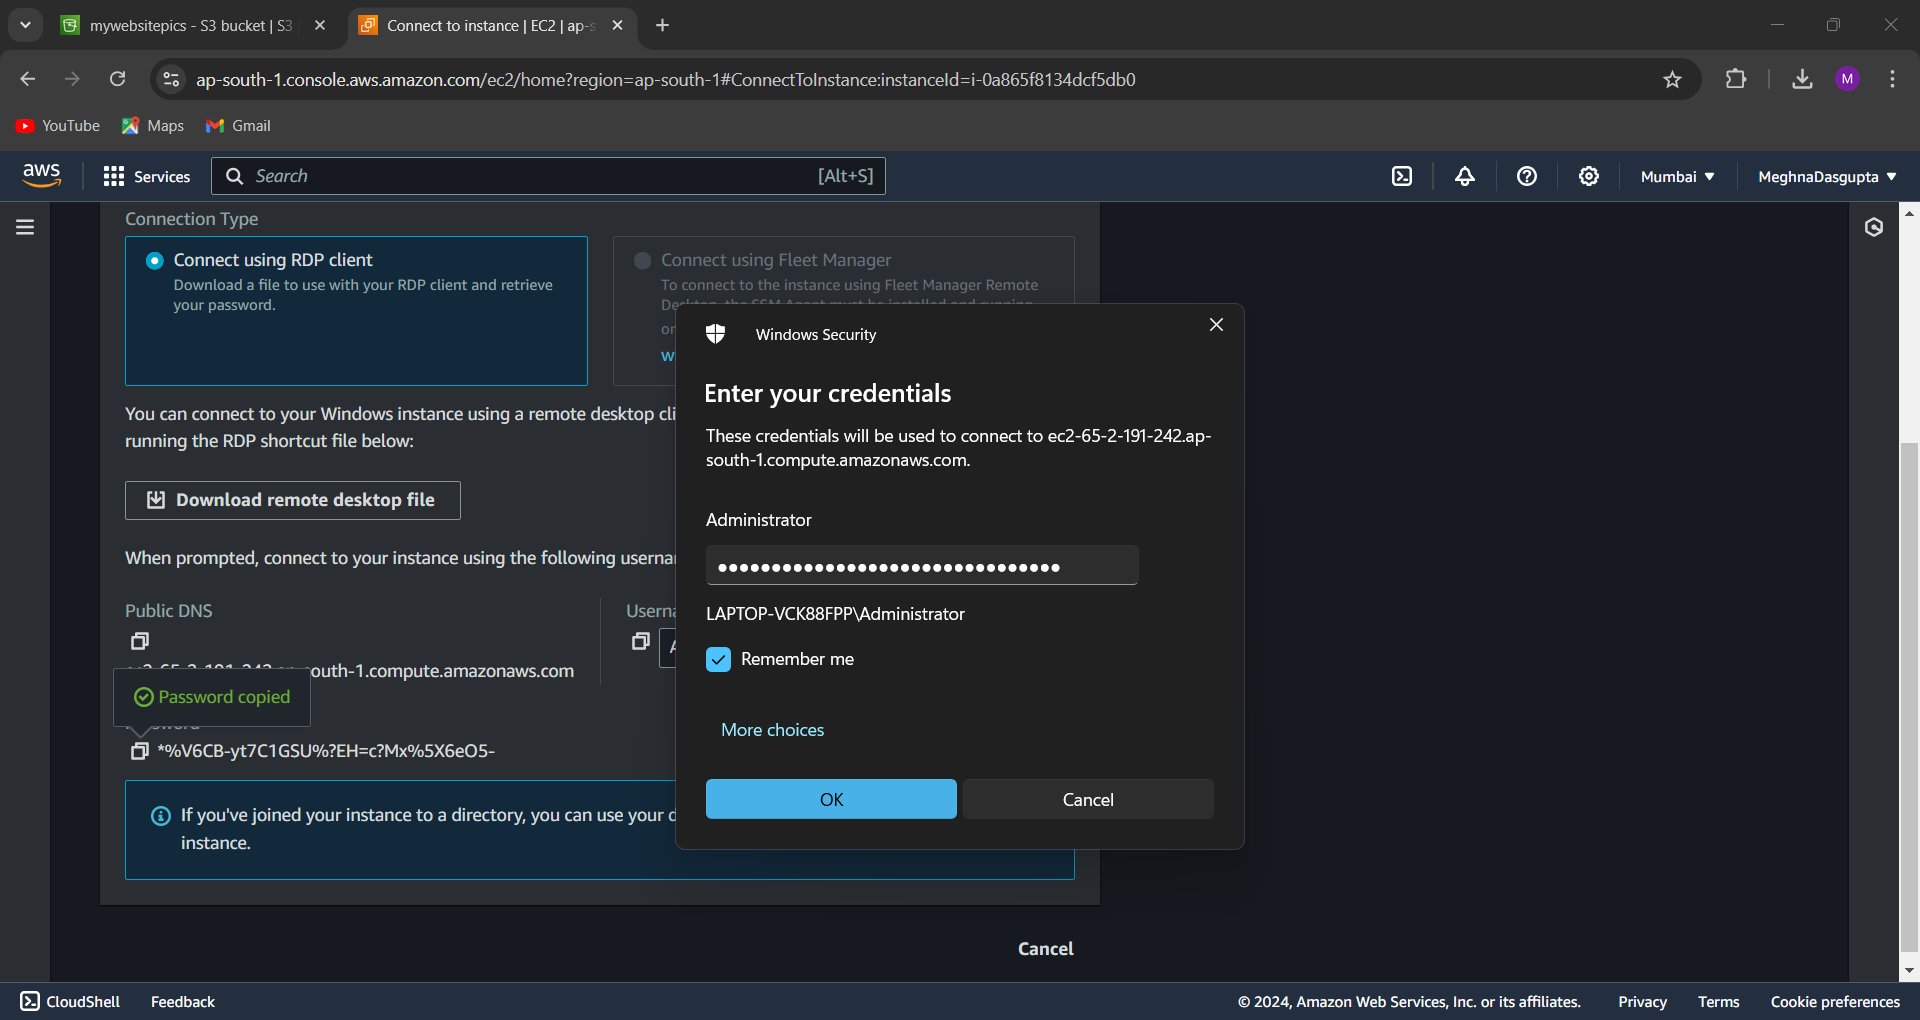 mywebsitepics - S3 bucket | S3
Connect to instance | EC2 | ap-s
ap-south-1.console.aws.amazon.com/ec2/home?region=ap-south-1#ConnectToInstance:instanceId=i-0a865f8134dcf5db0
M
YouTube
Maps
Gmail
aws
Services
Search
[Alt+S]
Mumbai
MeghnaDasgupta
Connection Type
Connect using RDP client
Download a file to use with your RDP client and retrieve
your password.
Connect using Fleet Manager
To connect to the instance using Fleet Manager Remote
You can connect to your Windows instance using a remote desktop cli
running the RDP shortcut file below:
Download remote desktop file
When prompted, connect to your instance using the following userna
Public DNS
Userna
A
outh-1.compute.amazonaws.com
Password copied
*%V6CB-yt7C1GSU%?EH=c?Mx%5X6eO5-
If you've joined your instance to a directory, you can use your d
instance.
Windows Security
Enter your credentials
These credentials will be used to connect to ec2-65-2-191-242.ap-
south-1.compute.amazonaws.com.
Administrator
LAPTOP-VCK88FPP\Administrator
Remember me
More choices
OK
Cancel
Cancel
CloudShell
Feedback
© 2024, Amazon Web Services, Inc. or its affiliates.
Privacy
Terms
Cookie preferences